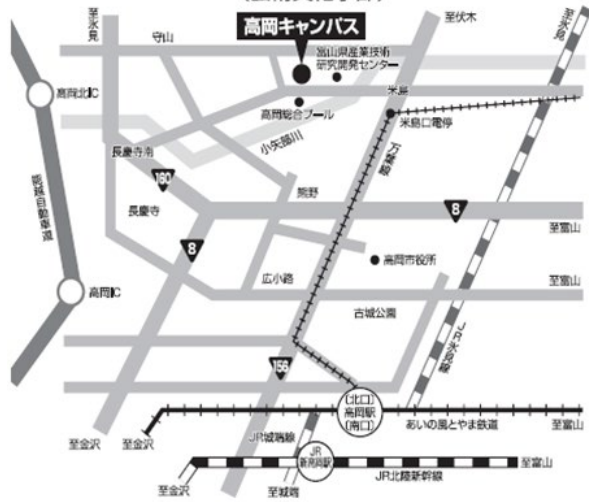 至氷見
守山
高岡キャンパス
至伏木
至氷見
富山県産業技術
研究開発センター
高岡北IC
米島
高岡総合プール
米島口電停
小矢部川
万葉線
長慶寺南
160
熊野
能越自動車道
長慶寺
8
8
至富山
高岡市役所
広小路
至富山
高岡IC
古城公園
JR氷見線
156
[北口]
高岡駅
[南口]
至金沢
至金沢
JR城端線
あいの風とやま鉄道
至富山
JR
新高岡駅
至富山
JR北陸新幹線
至金沢
至城端